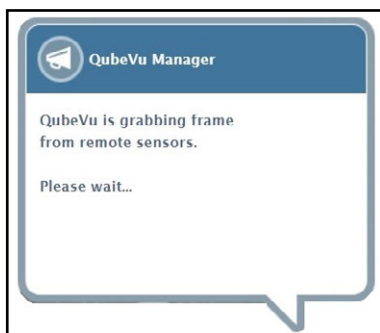 QubeVu Manager
QubeVu is grabbing frame
from remote sensors.
Please wait...